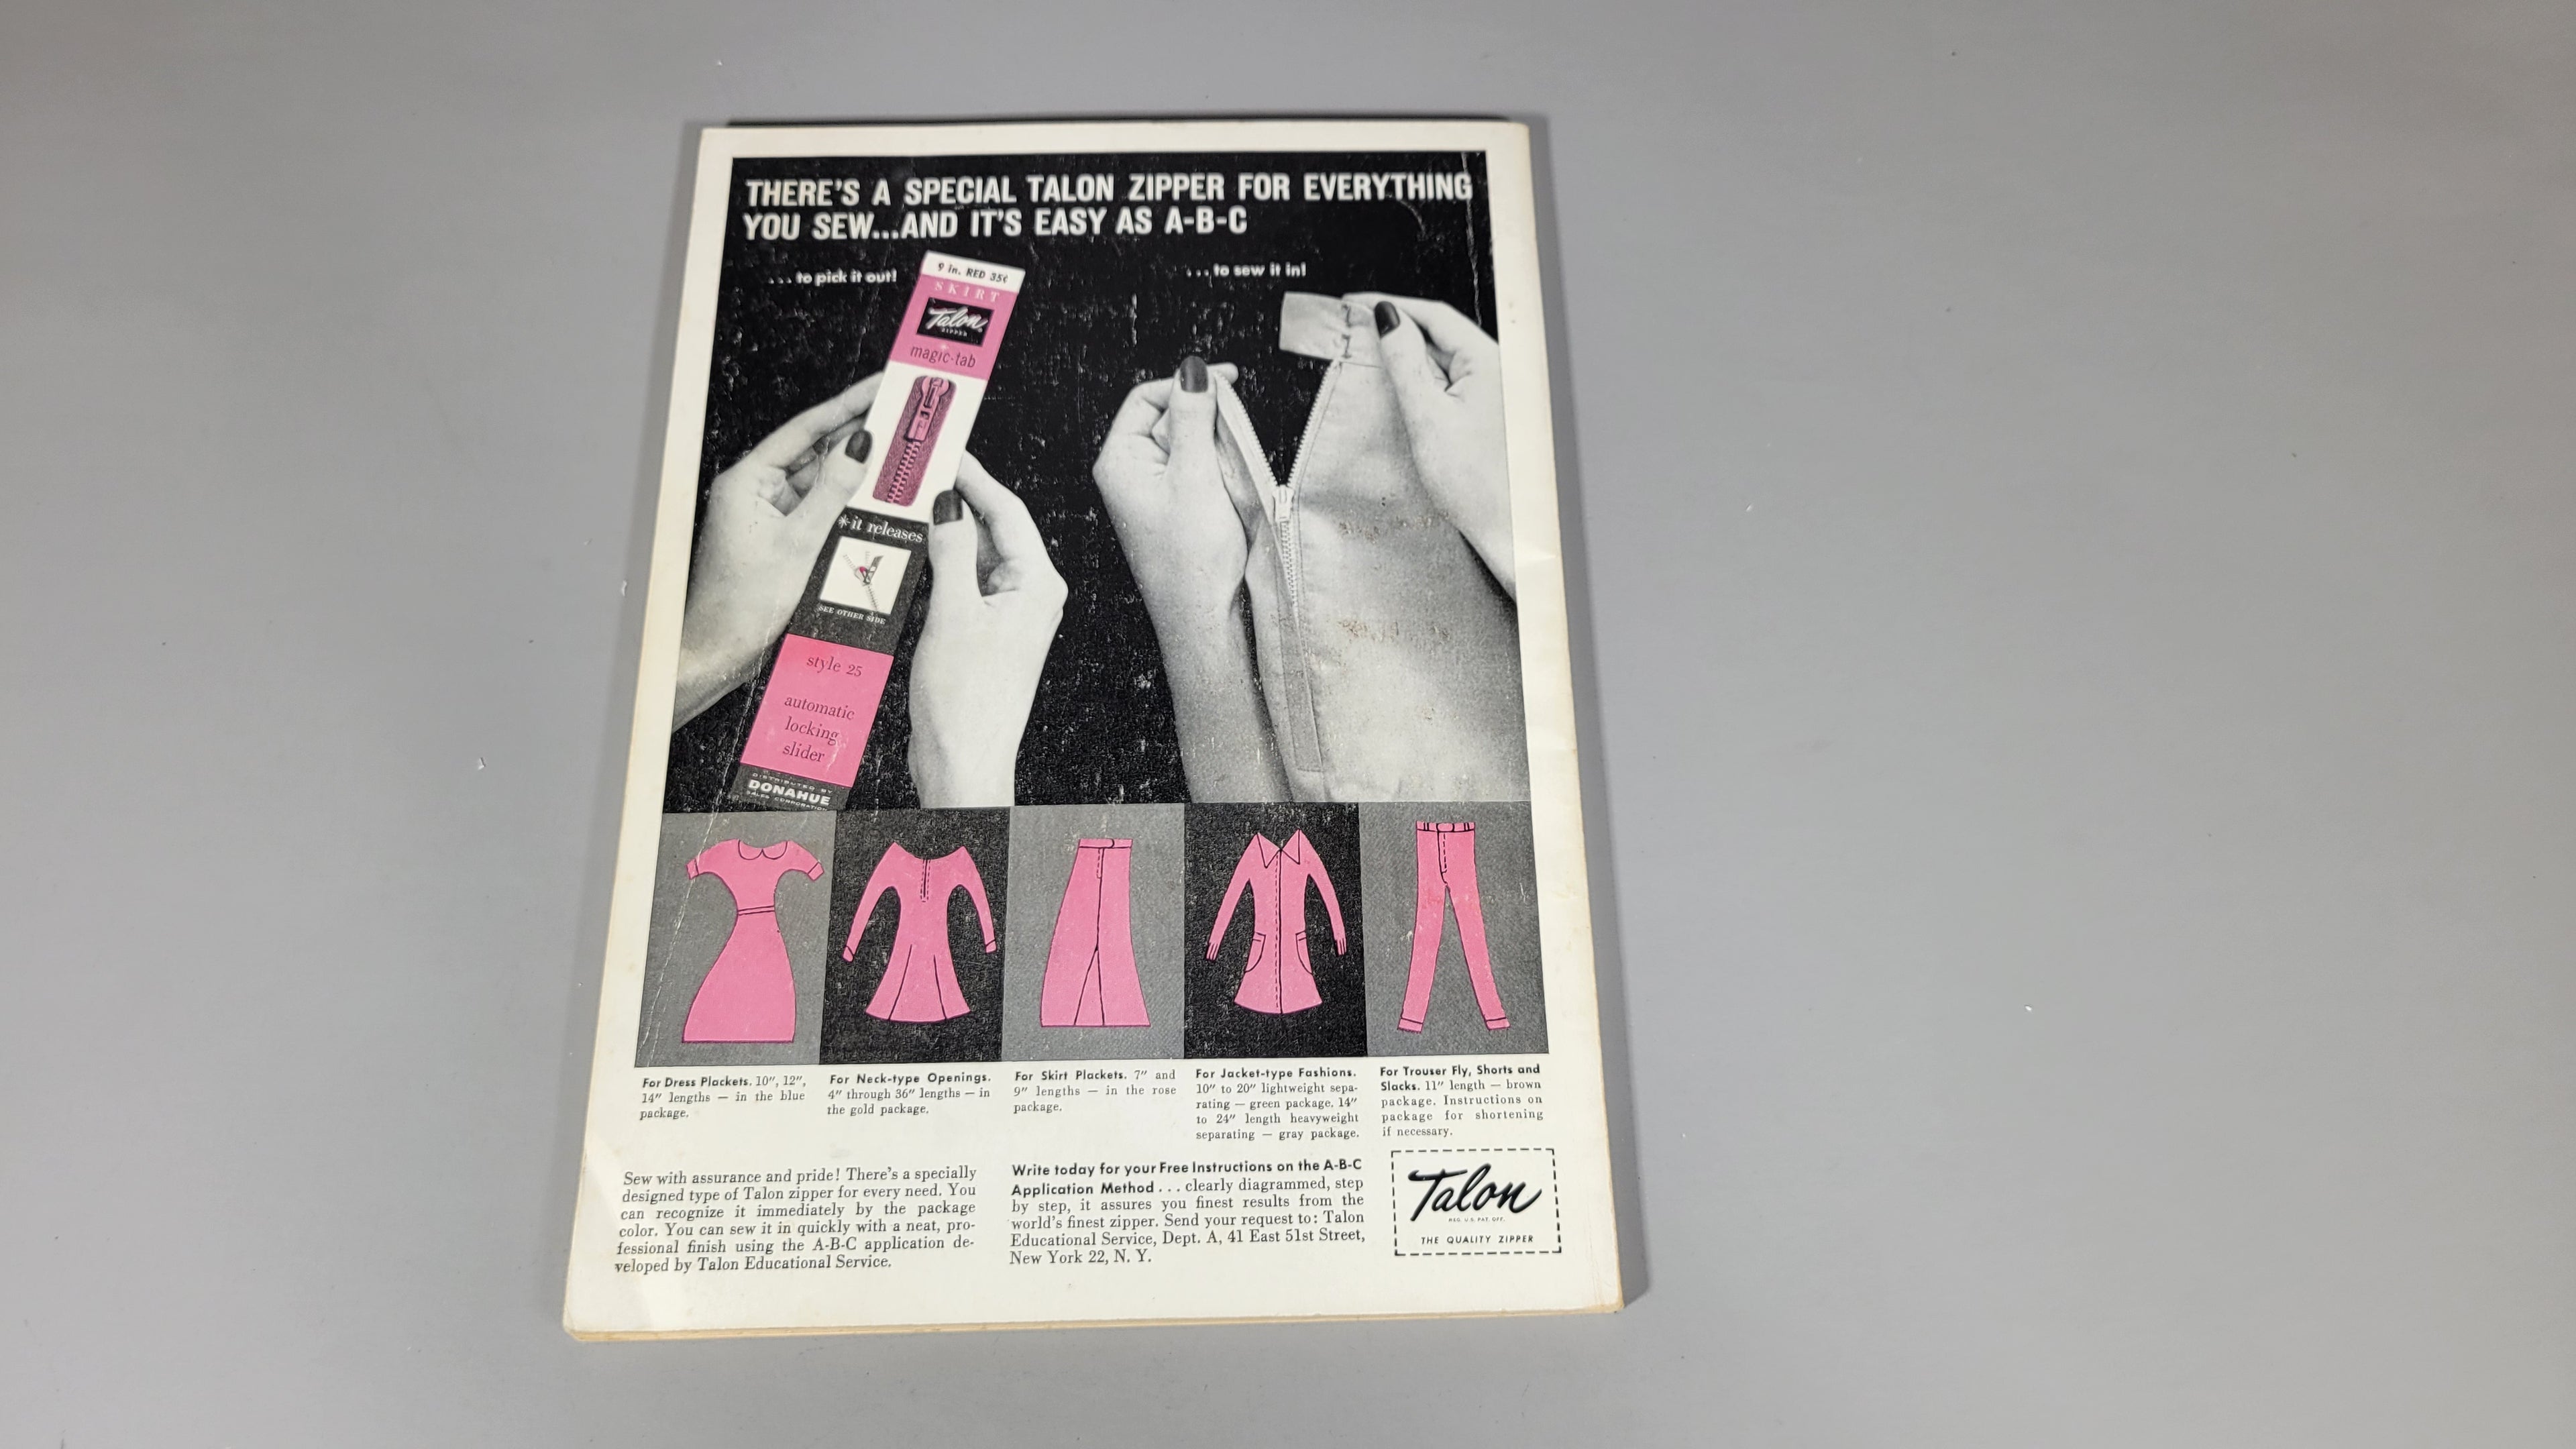 THERE'S A SPECIAL TALON ZIPPER FOR EVERYTHING
YOU SEW...AND IT'S EASY AS A-B-C
...to pick it out!
...to sew it in!
9 in. RED 35¢
SKIRT
Talon
ZIPPER
magic-tab
*it releases
SEE OTHER SIDE
style 25
automatic
locking
slider
DISTRIBUTED BY
DONAHUE
SALES CORPORATION
For Dress Plackets. 10", 12",
14" lengths — in the blue
package.
For Neck-type Openings.
4" through 36" lengths — in
the gold package.
For Skirt Plackets. 7" and
9" lengths — in the rose
package.
For Jacket-type Fashions.
10" to 20" lightweight sepa-
rating — green package. 14"
to 24" length heavyweight
separating — gray package.
For Trouser Fly, Shorts and
Slacks. 11" length — brown
package. Instructions on
package for shortening
if necessary.
Sew with assurance and pride! There's a specially
designed type of Talon zipper for every need. You
can recognize it immediately by the package
color. You can sew it in quickly with a neat, pro-
fessional finish using the A-B-C application de-
veloped by Talon Educational Service.
Write today for your Free Instructions on the A-B-C
Application Method ... clearly diagrammed, step
by step, it assures you finest results from the
world's finest zipper. Send your request to: Talon
Educational Service, Dept. A, 41 East 51st Street,
New York 22, N. Y.
Talon
REG. U.S. PAT. OFF.
THE QUALITY ZIPPER